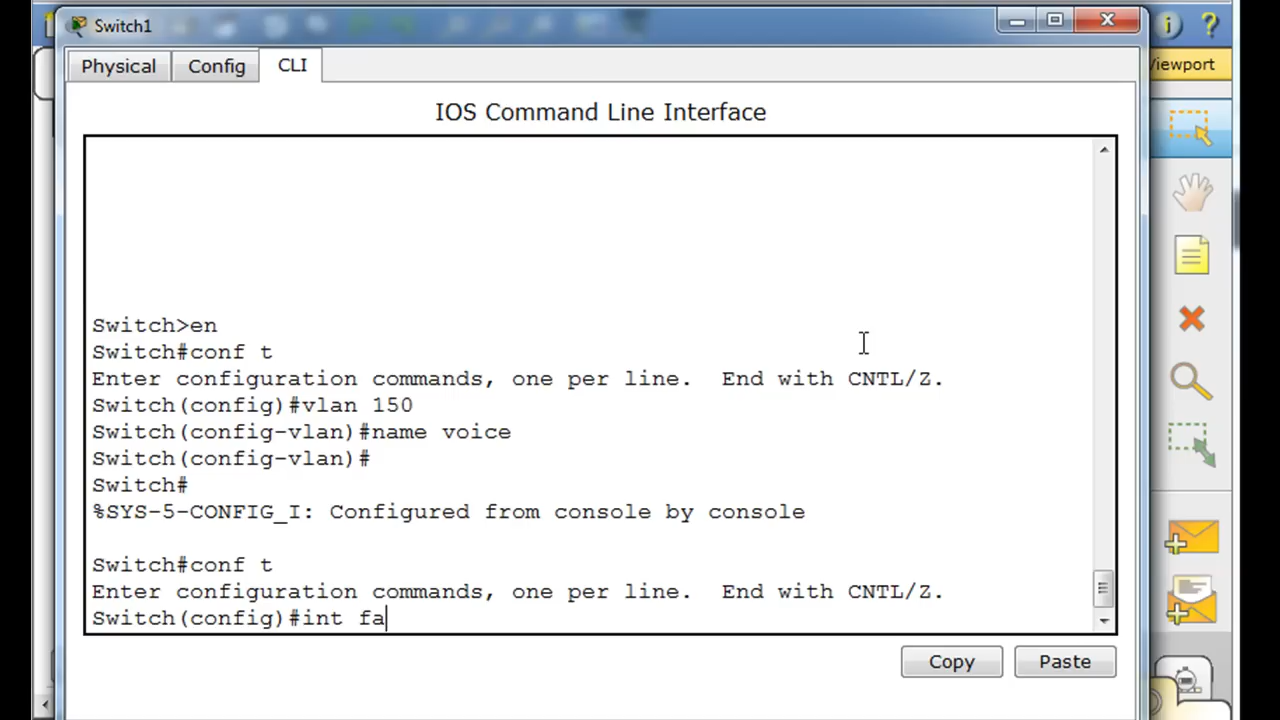 Switch1
Physical
Config
CLI
Viewport
IOS Command Line Interface
Switch>en
Switch#conf t
Enter configuration commands, one per line.  End with CNTL/Z.
Switch(config)#vlan 150
Switch(config-vlan)#name voice
Switch(config-vlan)#
Switch#
%SYS-5-CONFIG_I: Configured from console by console
Switch#conf t
Enter configuration commands, one per line.  End with CNTL/Z.
Switch(config)#int fa
Copy
Paste